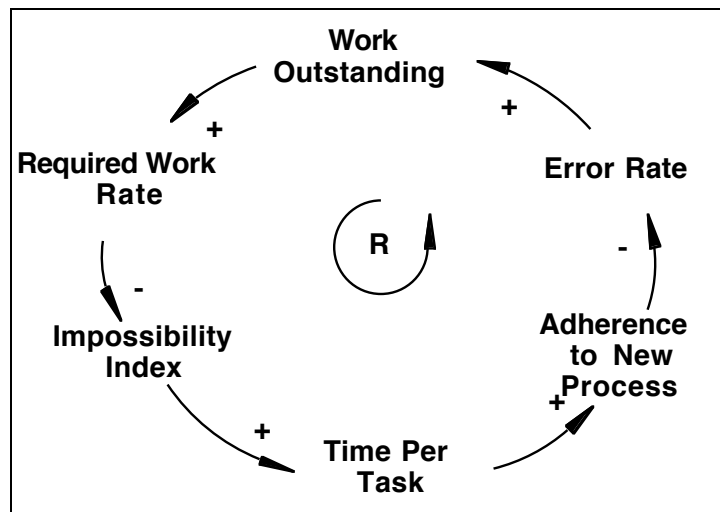 Work
Outstanding
+
+
Required Work
Rate
Error Rate
R
-
-
Impossibility
Index
Adherence
to New
Process
+
+
Time Per
Task